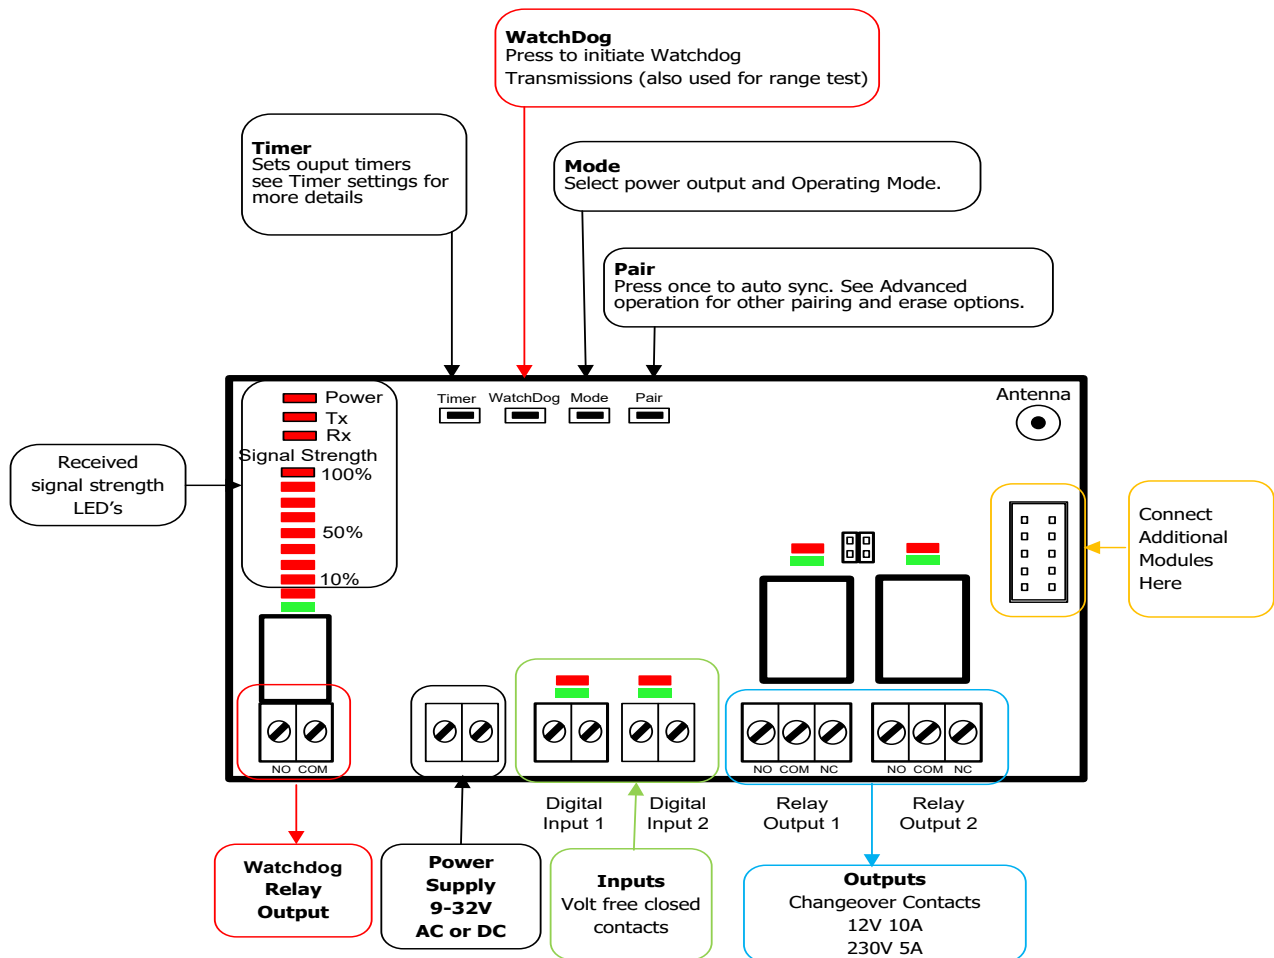 WatchDog
Press to initiate Watchdog
Transmissions (also used for range test)
Timer
Sets ouput timers
see Timer settings for
more details
Mode
Select power output and Operating Mode.
Pair
Press once to auto sync. See Advanced
operation for other pairing and erase options.
Power
Tx
Rx
Signal Strength
100%
50%
10%
Timer
WatchDog
Mode
Pair
Antenna
Received
signal strength
LED's
Connect
Additional
Modules
Here
NO COM
NO COM NC
NO COM NC
Digital
Input 1
Digital
Input 2
Relay
Output 1
Relay
Output 2
Watchdog
Relay
Output
Power
Supply
9-32V
AC or DC
Inputs
Volt free closed
contacts
Outputs
Changeover Contacts
12V 10A
230V 5A